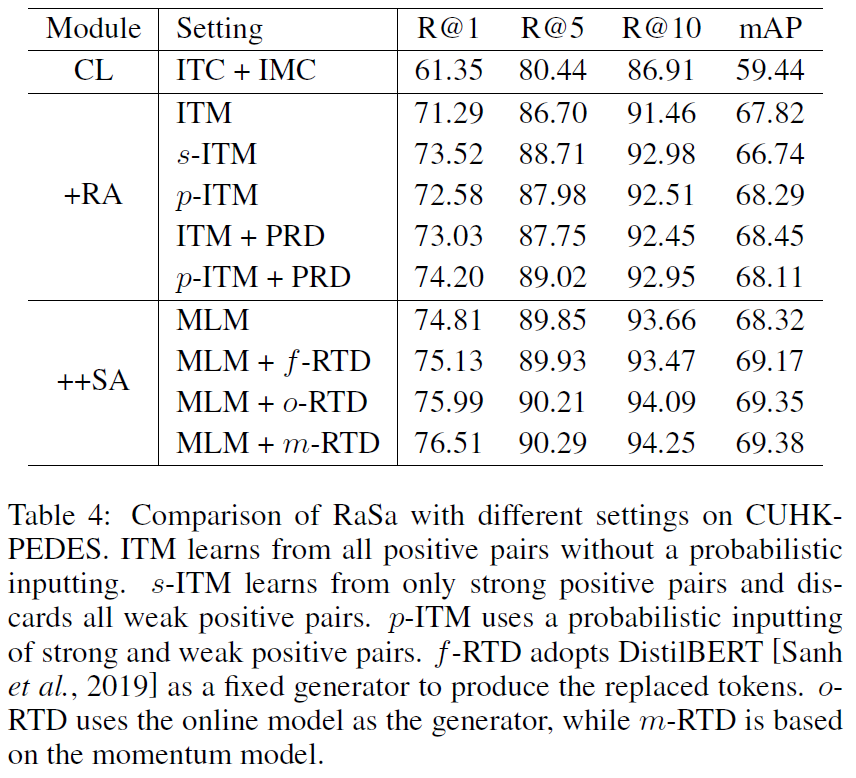 Module Setting R@1 R@5 R@10 mAP
CL ITC + IMC 61.35 80.44 86.91 59.44
ITM 71.29 86.70 91.46 67.82
s-ITM 73.52 88.71 92.98 66.74
+RA p-ITM 72.58 87.98 92.51 68.29
ITM + PRD 73.03 87.75 92.45 68.45
p-ITM + PRD 74.20 89.02 92.95 68.11
MLM 74.81 89.85 93.66 68.32
++SA MLM + f-RTD 75.13 89.93 93.47 69.17
MLM + o-RTD 75.99 90.21 94.09 69.35
MLM + m-RTD 76.51 90.29 94.25 69.38
Table 4: Comparison of RaSa with different settings on CUHK-
PEDES. ITM learns from all positive pairs without a probabilistic
inputting. s-ITM learns from only strong positive pairs and dis-
cards all weak positive pairs. p-ITM uses a probabilistic inputting
of strong and weak positive pairs. f-RTD adopts DistilBERT [Sanh
et al., 2019] as a fixed generator to produce the replaced tokens. o-
RTD uses the online model as the generator, while m-RTD is based
on the momentum model.